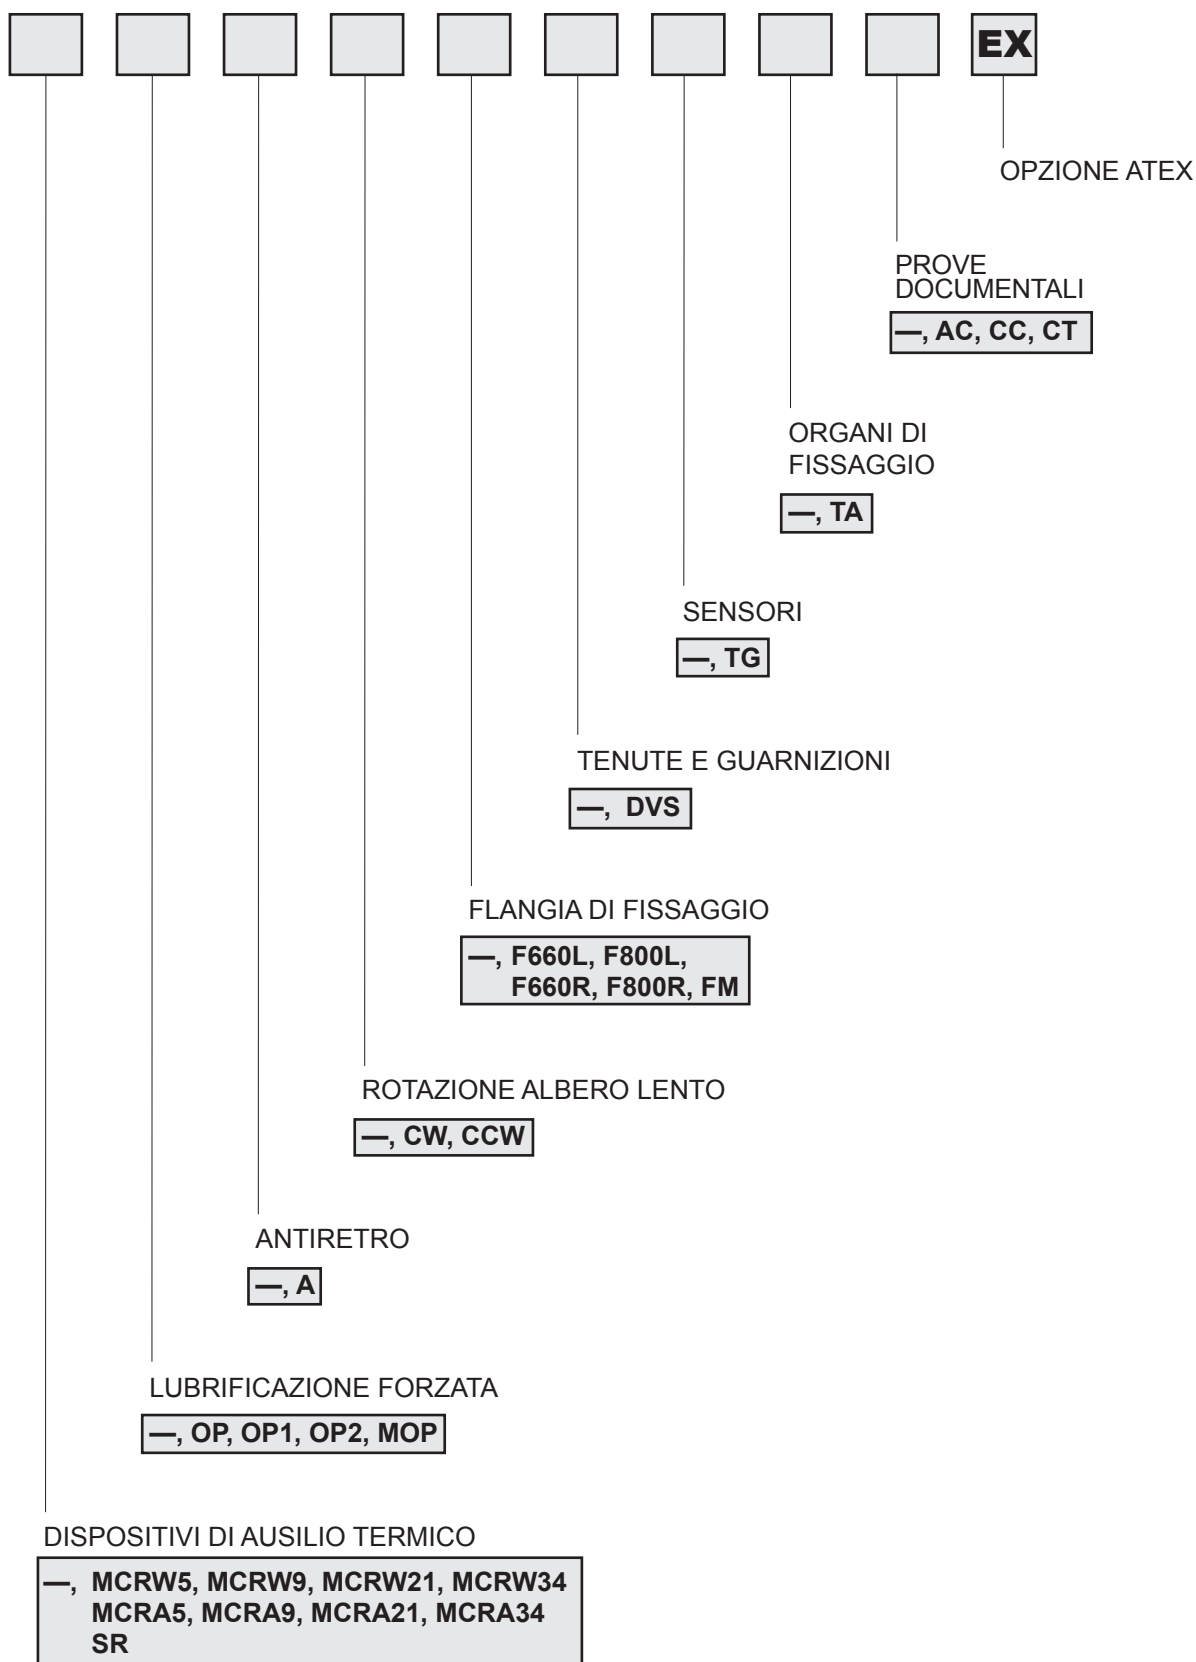 EX
OPZIONE ATEX
PROVE
DOCUMENTALI
—, AC, CC, CT
ORGANI DI
FISSAGGIO
—, TA
SENSORI
—, TG
TENUTE E GUARNIZIONI
—, DVS
FLANGIA DI FISSAGGIO
—, F660L, F800L,
F660R, F800R, FM
ROTAZIONE ALBERO LENTO
—, CW, CCW
ANTIRETRO
—, A
LUBRIFICAZIONE FORZATA
—, OP, OP1, OP2, MOP
DISPOSITIVI DI AUSILIO TERMICO
—, MCRW5, MCRW9, MCRW21, MCRW34
MCRA5, MCRA9, MCRA21, MCRA34
SR